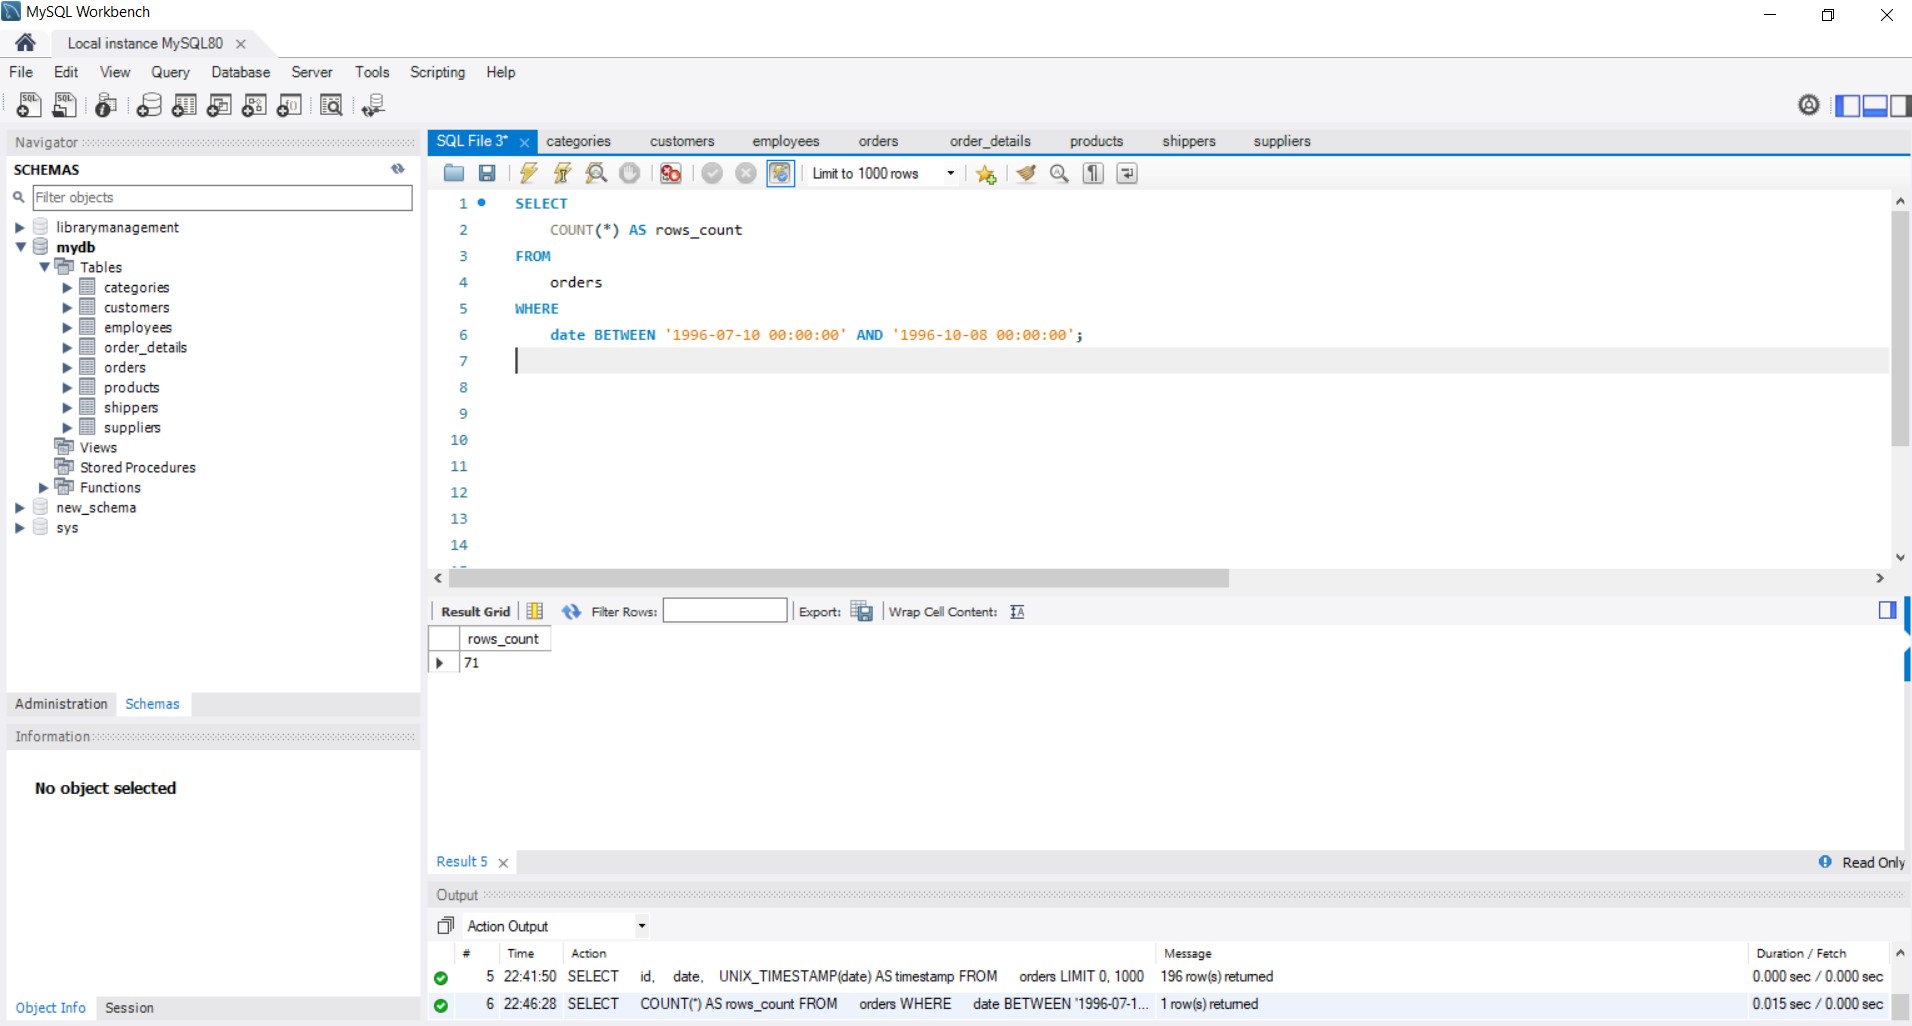 MySQL Workbench
Local instance MySQL80
File Edit View Query Database Server Tools Scripting Help
Navigator
SCHEMAS
Filter objects
librarymanagement
mydb
Tables
categories
customers
employees
order_details
orders
products
shippers
suppliers
Views
Stored Procedures
Functions
new_schema
sys
Administration Schemas
Information
No object selected
Object Info Session
SQL File 3* categories customers employees orders order_details products shippers suppliers
Limit to 1000 rows
1 SELECT
2 COUNT(*) AS rows_count
3 FROM
4 orders
5 WHERE
6 date BETWEEN '1996-07-10 00:00:00' AND '1996-10-08 00:00:00';
7
8
9
10
11
12
13
14
Result Grid Filter Rows: Export: Wrap Cell Content:
rows_count
71
Result 5 Read Only
Output
Action Output
# Time Action Message Duration / Fetch
5 22:41:50 SELECT id, date, UNIX_TIMESTAMP(date) AS timestamp FROM orders LIMIT 0, 1000 196 row(s) returned 0.000 sec / 0.000 sec
6 22:46:28 SELECT COUNT(*) AS rows_count FROM orders WHERE date BETWEEN '1996-07-1... 1 row(s) returned 0.015 sec / 0.000 sec